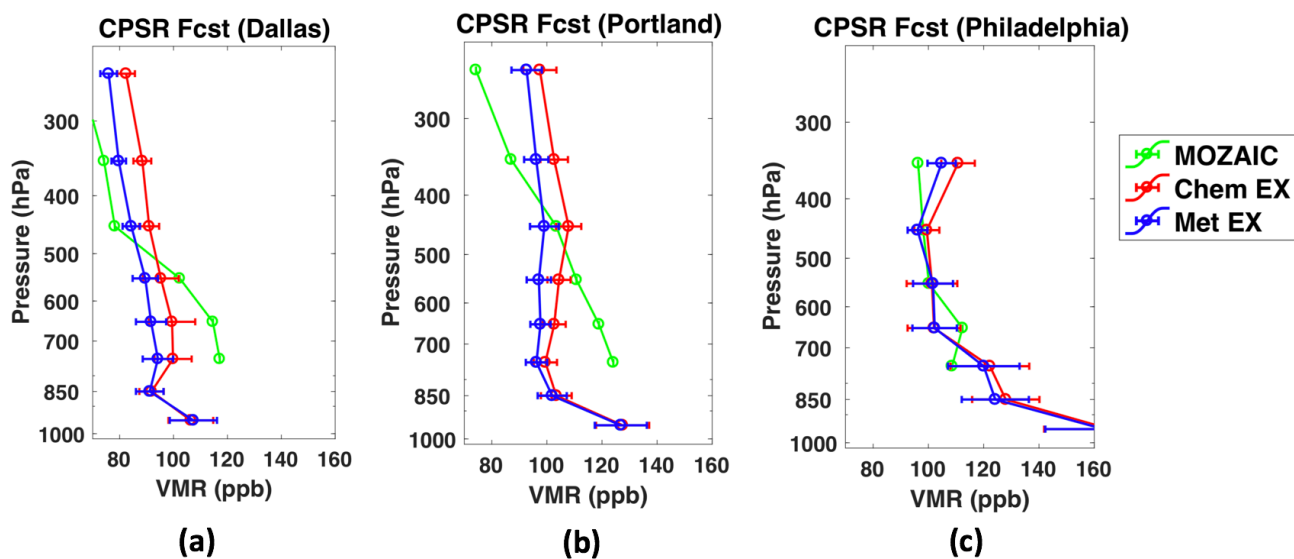 CPSR Fcst (Dallas)
300
400
500
600
700
850
1000
Pressure (hPa)
80 100 120 140 160
VMR (ppb)
(a)
CPSR Fcst (Portland)
300
400
500
600
700
850
1000
Pressure (hPa)
80 100 120 140 160
VMR (ppb)
(b)
CPSR Fcst (Philadelphia)
300
400
500
600
700
850
1000
Pressure (hPa)
80 100 120 140 160
VMR (ppb)
(c)
MOZAIC
Chem EX
Met EX